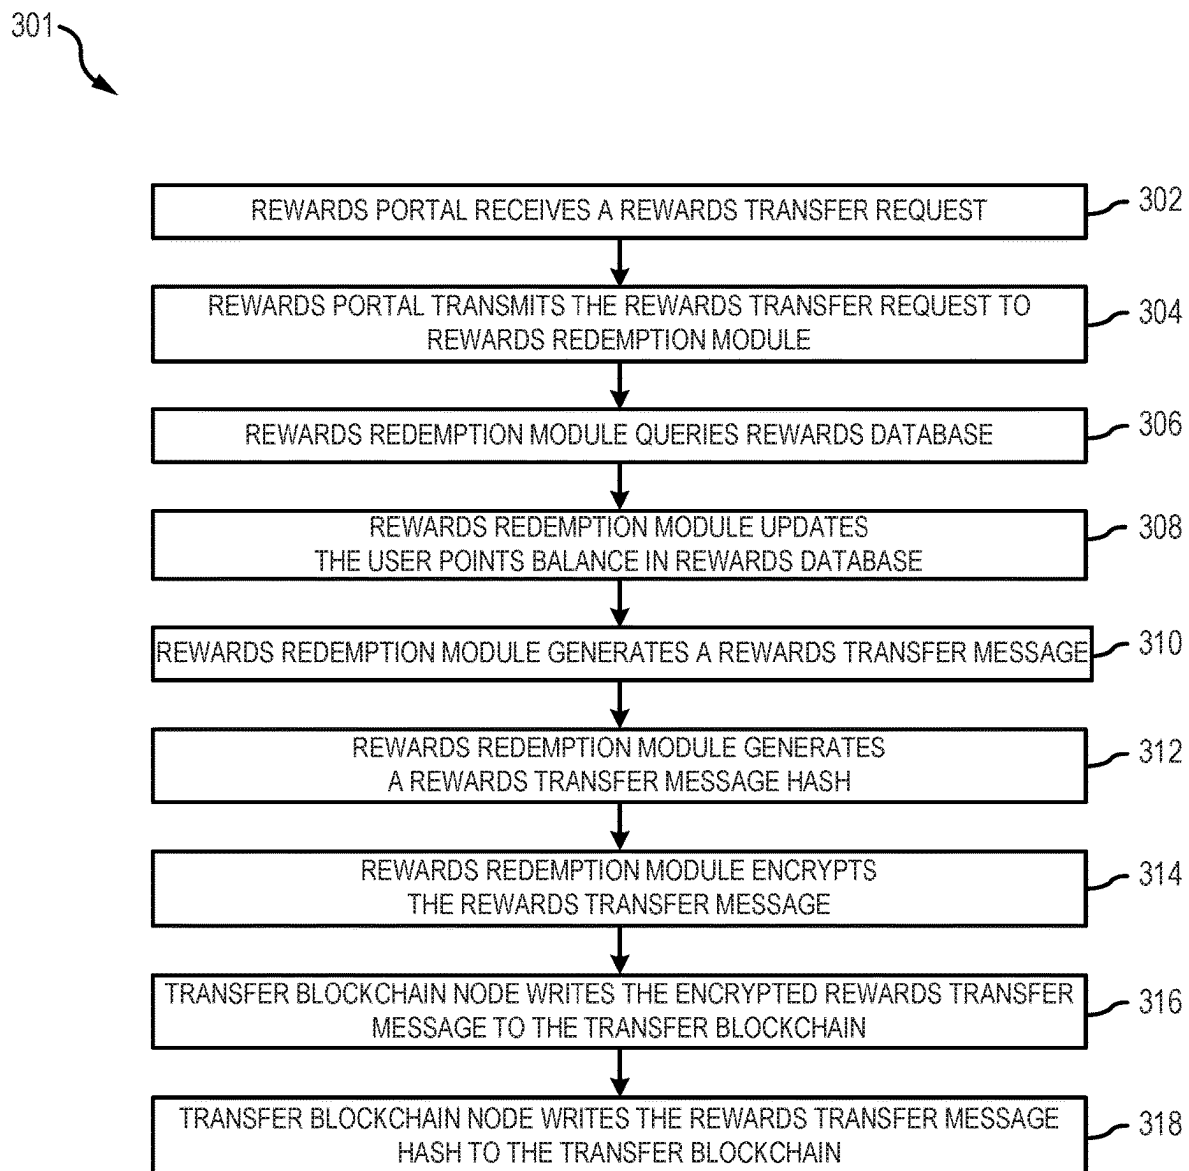 301
REWARDS PORTAL RECEIVES A REWARDS TRANSFER REQUEST
302
REWARDS PORTAL TRANSMITS THE REWARDS TRANSFER REQUEST TO
REWARDS REDEMPTION MODULE
304
REWARDS REDEMPTION MODULE QUERIES REWARDS DATABASE
306
REWARDS REDEMPTION MODULE UPDATES
THE USER POINTS BALANCE IN REWARDS DATABASE
308
REWARDS REDEMPTION MODULE GENERATES A REWARDS TRANSFER MESSAGE
310
REWARDS REDEMPTION MODULE GENERATES
A REWARDS TRANSFER MESSAGE HASH
312
REWARDS REDEMPTION MODULE ENCRYPTS
THE REWARDS TRANSFER MESSAGE
314
TRANSFER BLOCKCHAIN NODE WRITES THE ENCRYPTED REWARDS TRANSFER
MESSAGE TO THE TRANSFER BLOCKCHAIN
316
TRANSFER BLOCKCHAIN NODE WRITES THE REWARDS TRANSFER MESSAGE
HASH TO THE TRANSFER BLOCKCHAIN
318